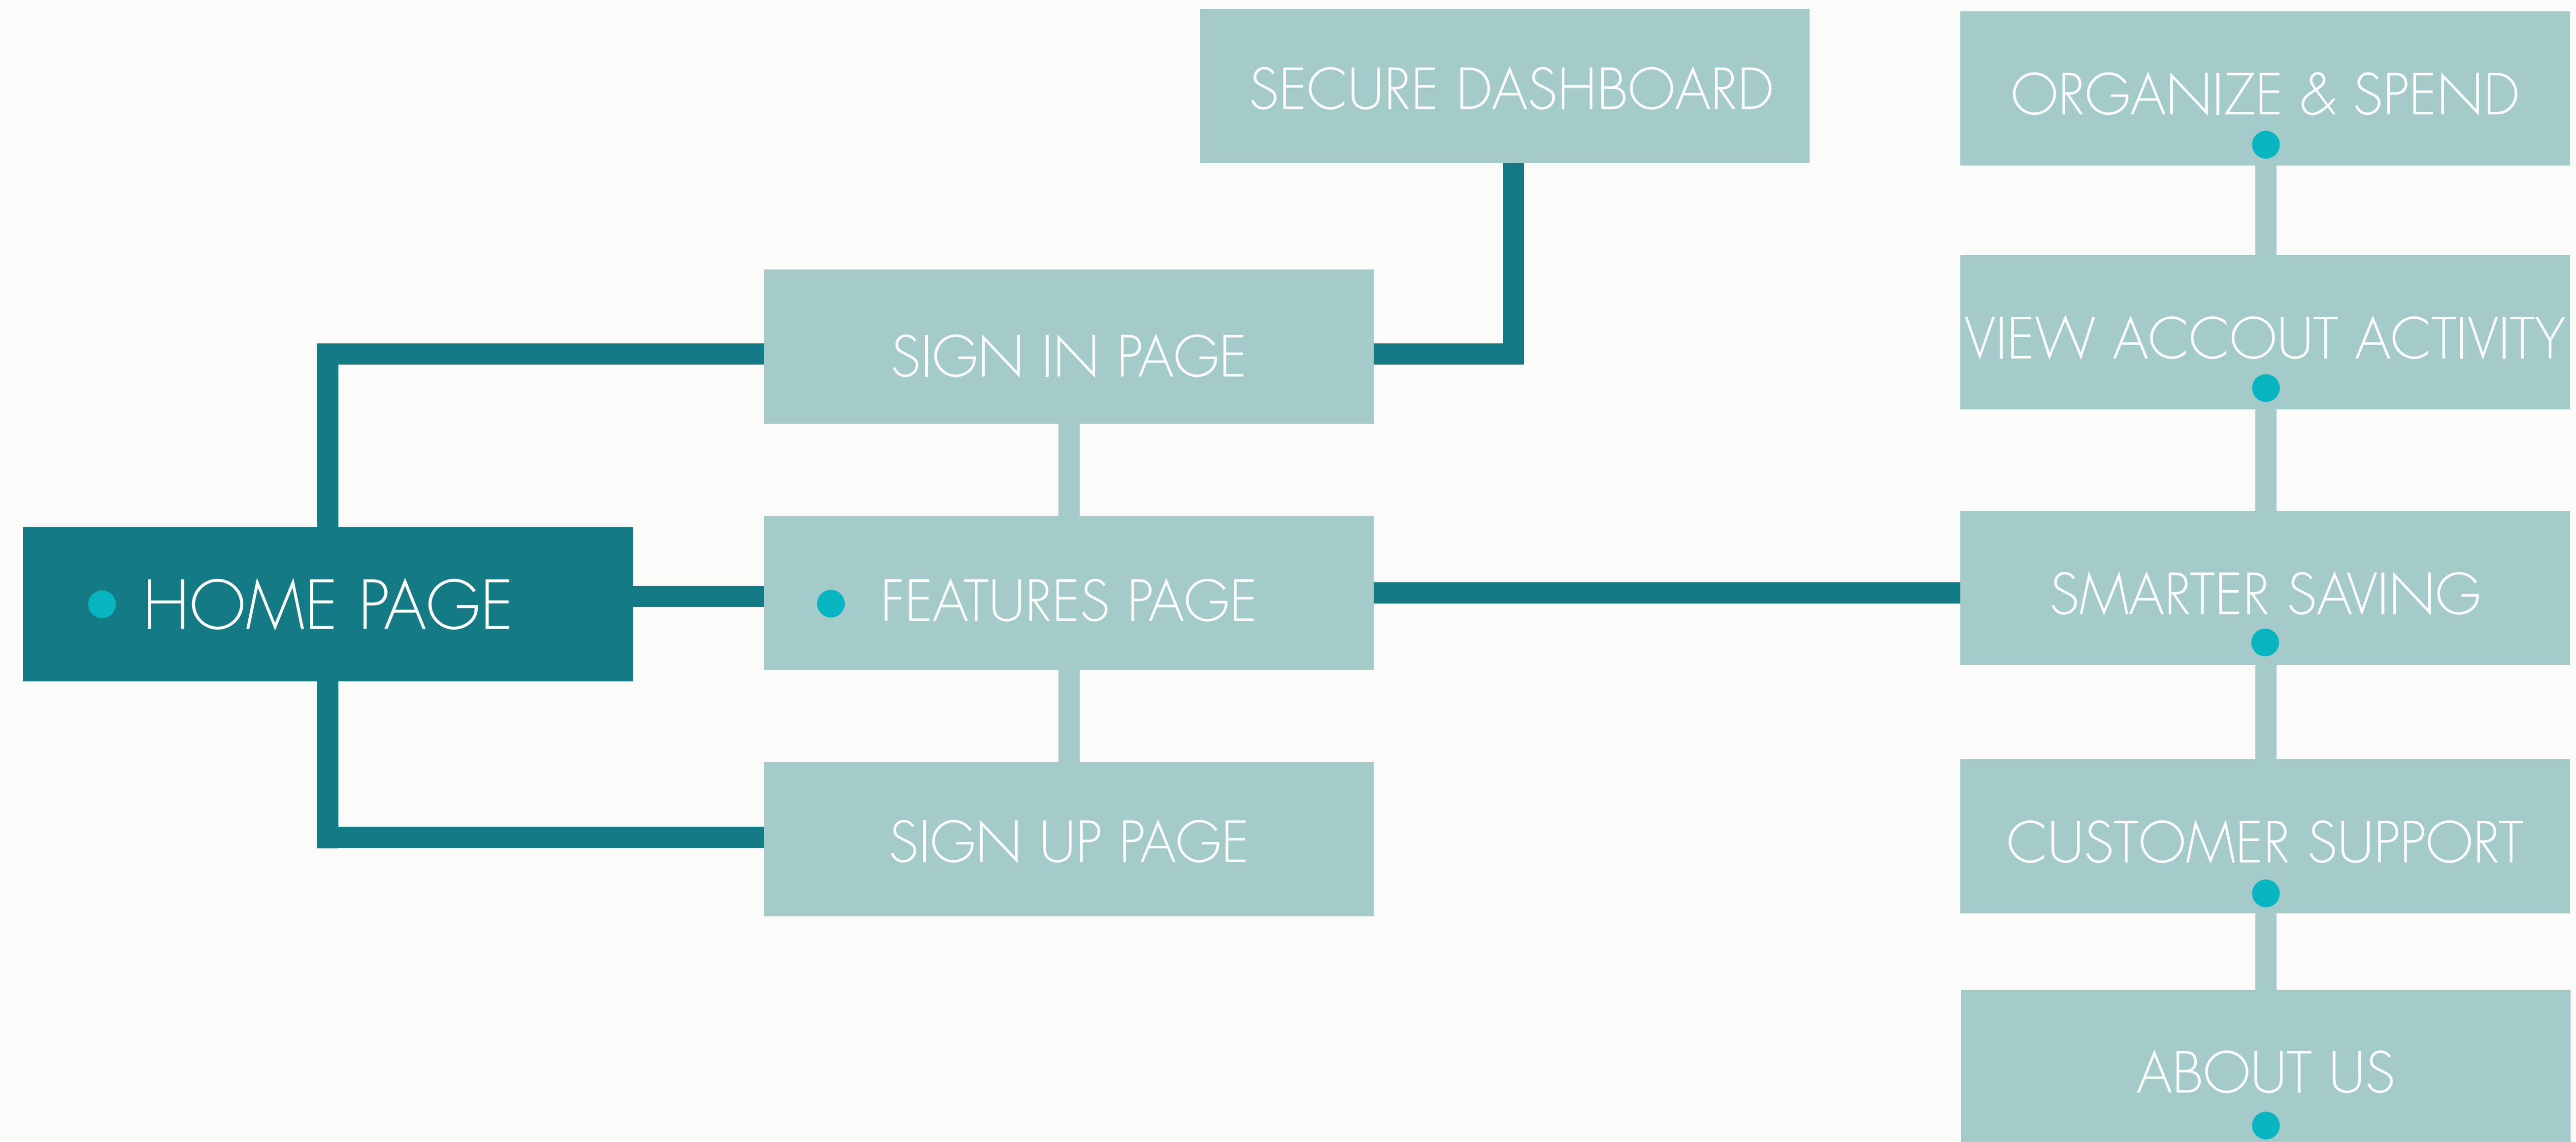 SECURE DASHBOARD
ORGANIZE & SPEND
SIGN IN PAGE
VIEW ACCOUT ACTIVITY
HOME PAGE
FEATURES PAGE
SMARTER SAVING
SIGN UP PAGE
CUSTOMER SUPPORT
ABOUT US